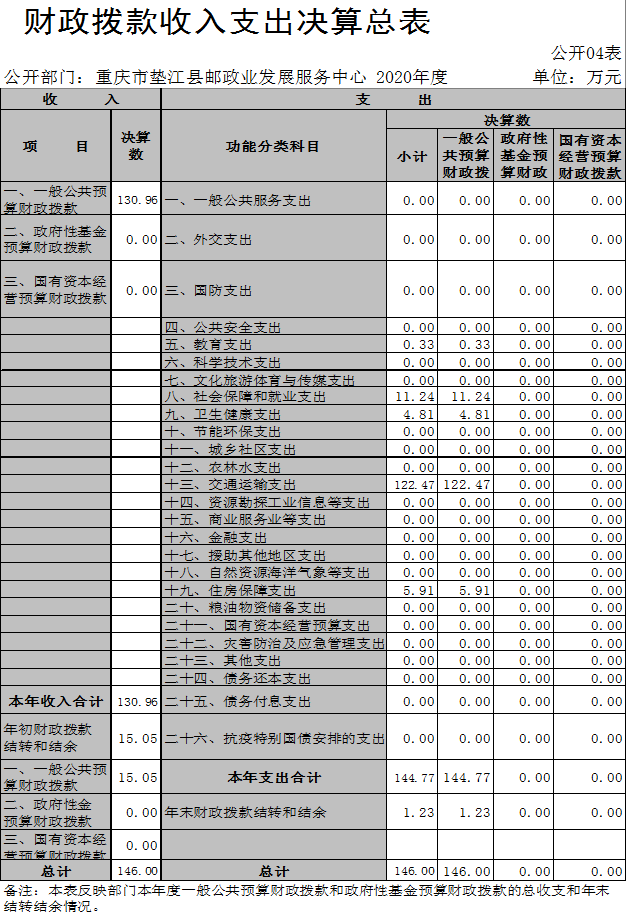 财政拨款收入支出决算总表
公开04表
公开部门：重庆市垫江县邮政业发展服务中心 2020年度 单位：万元
收 入 支 出
项 目 决算数 功能分类科目 决算数
小计 一般公共预算财政拨 政府性基金预算财政 国有资本经营预算财政拨款
一、一般公共预算财政拨款 130.96 一、一般公共服务支出 0.00 0.00 0.00 0.00
二、政府性基金预算财政拨款 0.00 二、外交支出 0.00 0.00 0.00 0.00
三、国有资本经营预算财政拨款 0.00 三、国防支出 0.00 0.00 0.00 0.00
四、公共安全支出 0.00 0.00 0.00 0.00
五、教育支出 0.33 0.33 0.00 0.00
六、科学技术支出 0.00 0.00 0.00 0.00
七、文化旅游体育与传媒支出 0.00 0.00 0.00 0.00
八、社会保障和就业支出 11.24 11.24 0.00 0.00
九、卫生健康支出 4.81 4.81 0.00 0.00
十、节能环保支出 0.00 0.00 0.00 0.00
十一、城乡社区支出 0.00 0.00 0.00 0.00
十二、农林水支出 0.00 0.00 0.00 0.00
十三、交通运输支出 122.47 122.47 0.00 0.00
十四、资源勘探工业信息等支出 0.00 0.00 0.00 0.00
十五、商业服务业等支出 0.00 0.00 0.00 0.00
十六、金融支出 0.00 0.00 0.00 0.00
十七、援助其他地区支出 0.00 0.00 0.00 0.00
十八、自然资源海洋气象等支出 0.00 0.00 0.00 0.00
十九、住房保障支出 5.91 5.91 0.00 0.00
二十、粮油物资储备支出 0.00 0.00 0.00 0.00
二十一、国有资本经营预算支出 0.00 0.00 0.00 0.00
二十二、灾害防治及应急管理支出 0.00 0.00 0.00 0.00
二十三、其他支出 0.00 0.00 0.00 0.00
二十四、债务还本支出 0.00 0.00 0.00 0.00
本年收入合计 130.96 二十五、债务付息支出 0.00 0.00 0.00 0.00
年初财政拨款结转和结余 15.05 二十六、抗疫特别国债安排的支出 0.00 0.00 0.00 0.00
一、一般公共预算财政拨款 15.05 本年支出合计 144.77 144.77 0.00 0.00
二、政府性金预算财政拨款 0.00 年末财政拨款结转和结余 1.23 1.23 0.00 0.00
三、国有资本经营预算财政拨款 0.00
总计 146.00 总计 146.00 146.00 0.00 0.00
备注：本表反映部门本年度一般公共预算财政拨款和政府性基金预算财政拨款的总收支和年末
结转结余情况。